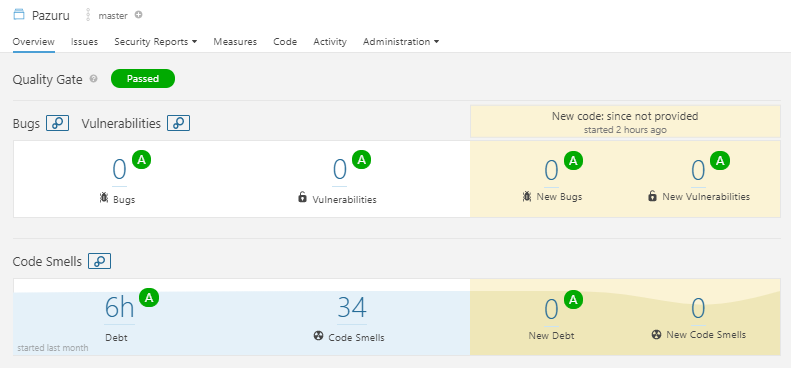 Pazuru master
Overview Issues Security Reports Measures Code Activity Administration
Quality Gate ? Passed
New code: since not provided
started 2 hours ago
Bugs Vulnerabilities
0 A 0 A 0 A 0 A
Bugs Vulnerabilities New Bugs New Vulnerabilities
Code Smells
6h A 34 0 A 0
Debt Code Smells New Debt New Code Smells
started last month